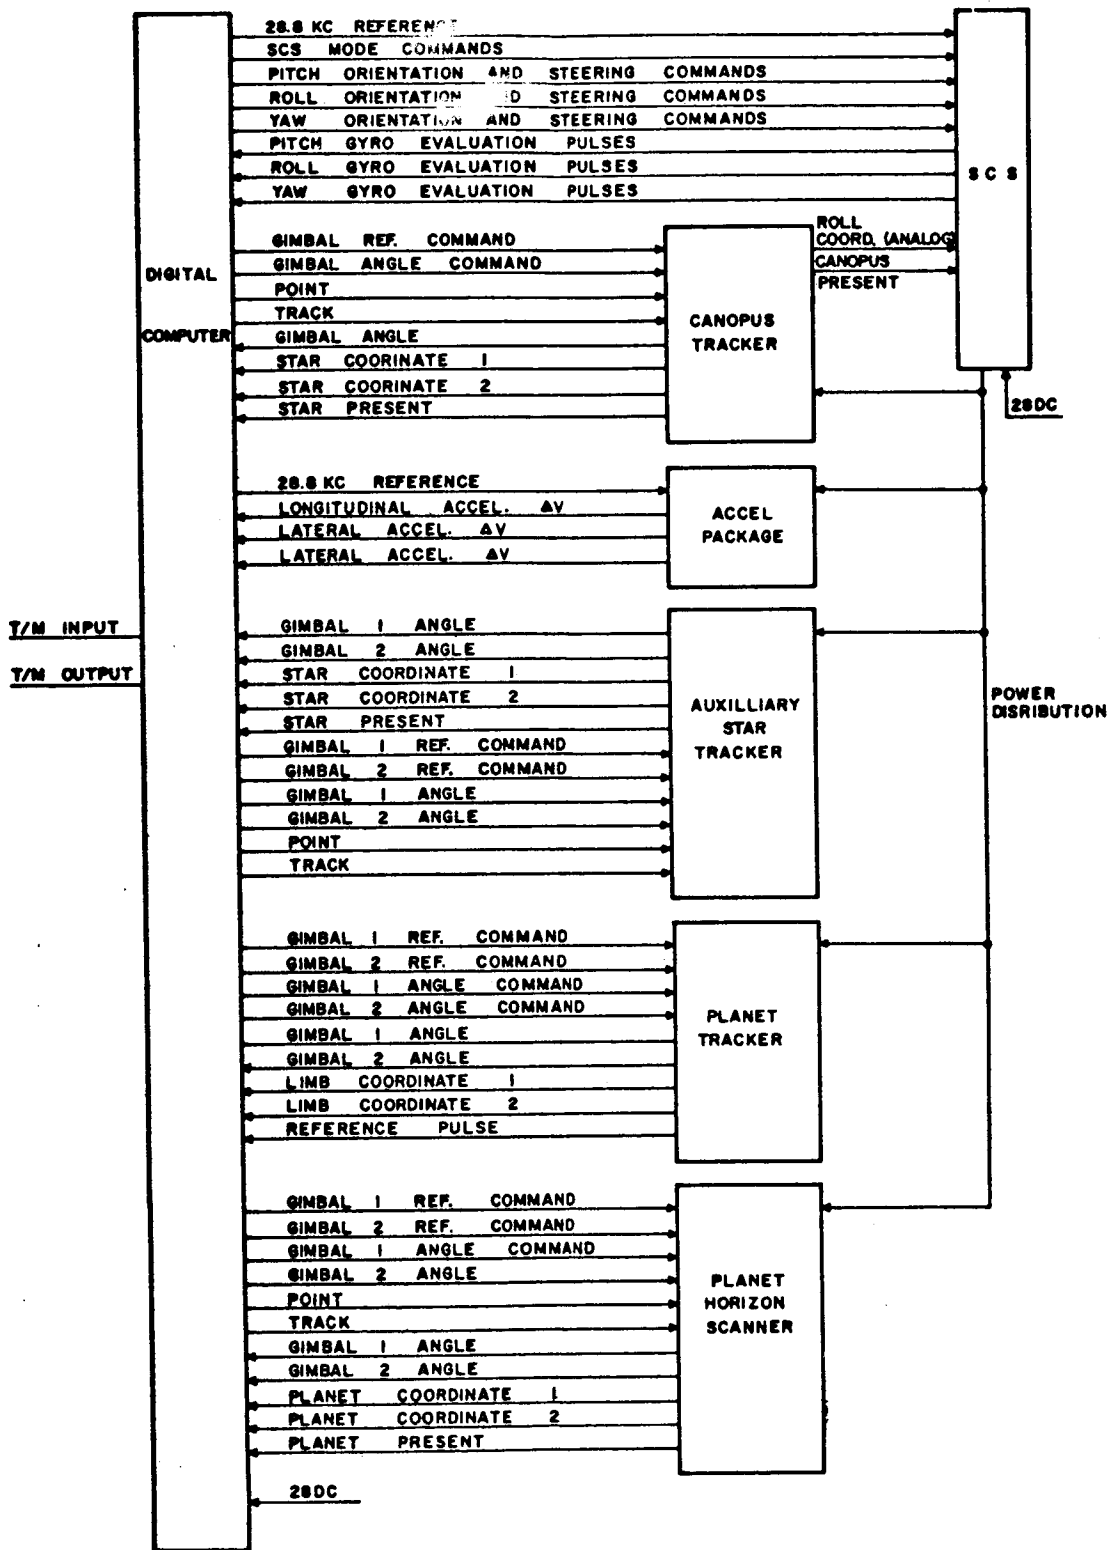 28.8 KC REFERENCE
SCS MODE COMMANDS
PITCH ORIENTATION AND STEERING COMMANDS
ROLL ORIENTATION AND STEERING COMMANDS
YAW ORIENTATION AND STEERING COMMANDS
PITCH GYRO EVALUATION PULSES
ROLL GYRO EVALUATION PULSES
YAW GYRO EVALUATION PULSES
SCS
DIGITAL
COMPUTER
GIMBAL REF. COMMAND
GIMBAL ANGLE COMMAND
POINT
TRACK
GIMBAL ANGLE
STAR COORINATE 1
STAR COORDINATE 2
STAR PRESENT
CANOPUS
TRACKER
ROLL
COORD. (ANALOG)
CANOPUS
PRESENT
28DC
28.8 KC REFERENCE
LONGITUDINAL ACCEL. ΔV
LATERAL ACCEL. ΔV
LATERAL ACCEL. ΔV
ACCEL
PACKAGE
T/M INPUT
T/M OUTPUT
GIMBAL 1 ANGLE
GIMBAL 2 ANGLE
STAR COORDINATE 1
STAR COORDINATE 2
STAR PRESENT
GIMBAL 1 REF. COMMAND
GIMBAL 2 REF. COMMAND
GIMBAL 1 ANGLE
GIMBAL 2 ANGLE
POINT
TRACK
AUXILLIARY
STAR
TRACKER
POWER
DISRIBUTION
GIMBAL 1 REF. COMMAND
GIMBAL 2 REF. COMMAND
GIMBAL 1 ANGLE COMMAND
GIMBAL 2 ANGLE COMMAND
GIMBAL 1 ANGLE
GIMBAL 2 ANGLE
LIMB COORDINATE 1
LIMB COORDINATE 2
REFERENCE PULSE
PLANET
TRACKER
GIMBAL 1 REF. COMMAND
GIMBAL 2 REF. COMMAND
GIMBAL 1 ANGLE COMMAND
GIMBAL 2 ANGLE
POINT
TRACK
GIMBAL 1 ANGLE
GIMBAL 2 ANGLE
PLANET COORDINATE 1
PLANET COORDINATE 2
PLANET PRESENT
PLANET
HORIZON
SCANNER
28DC